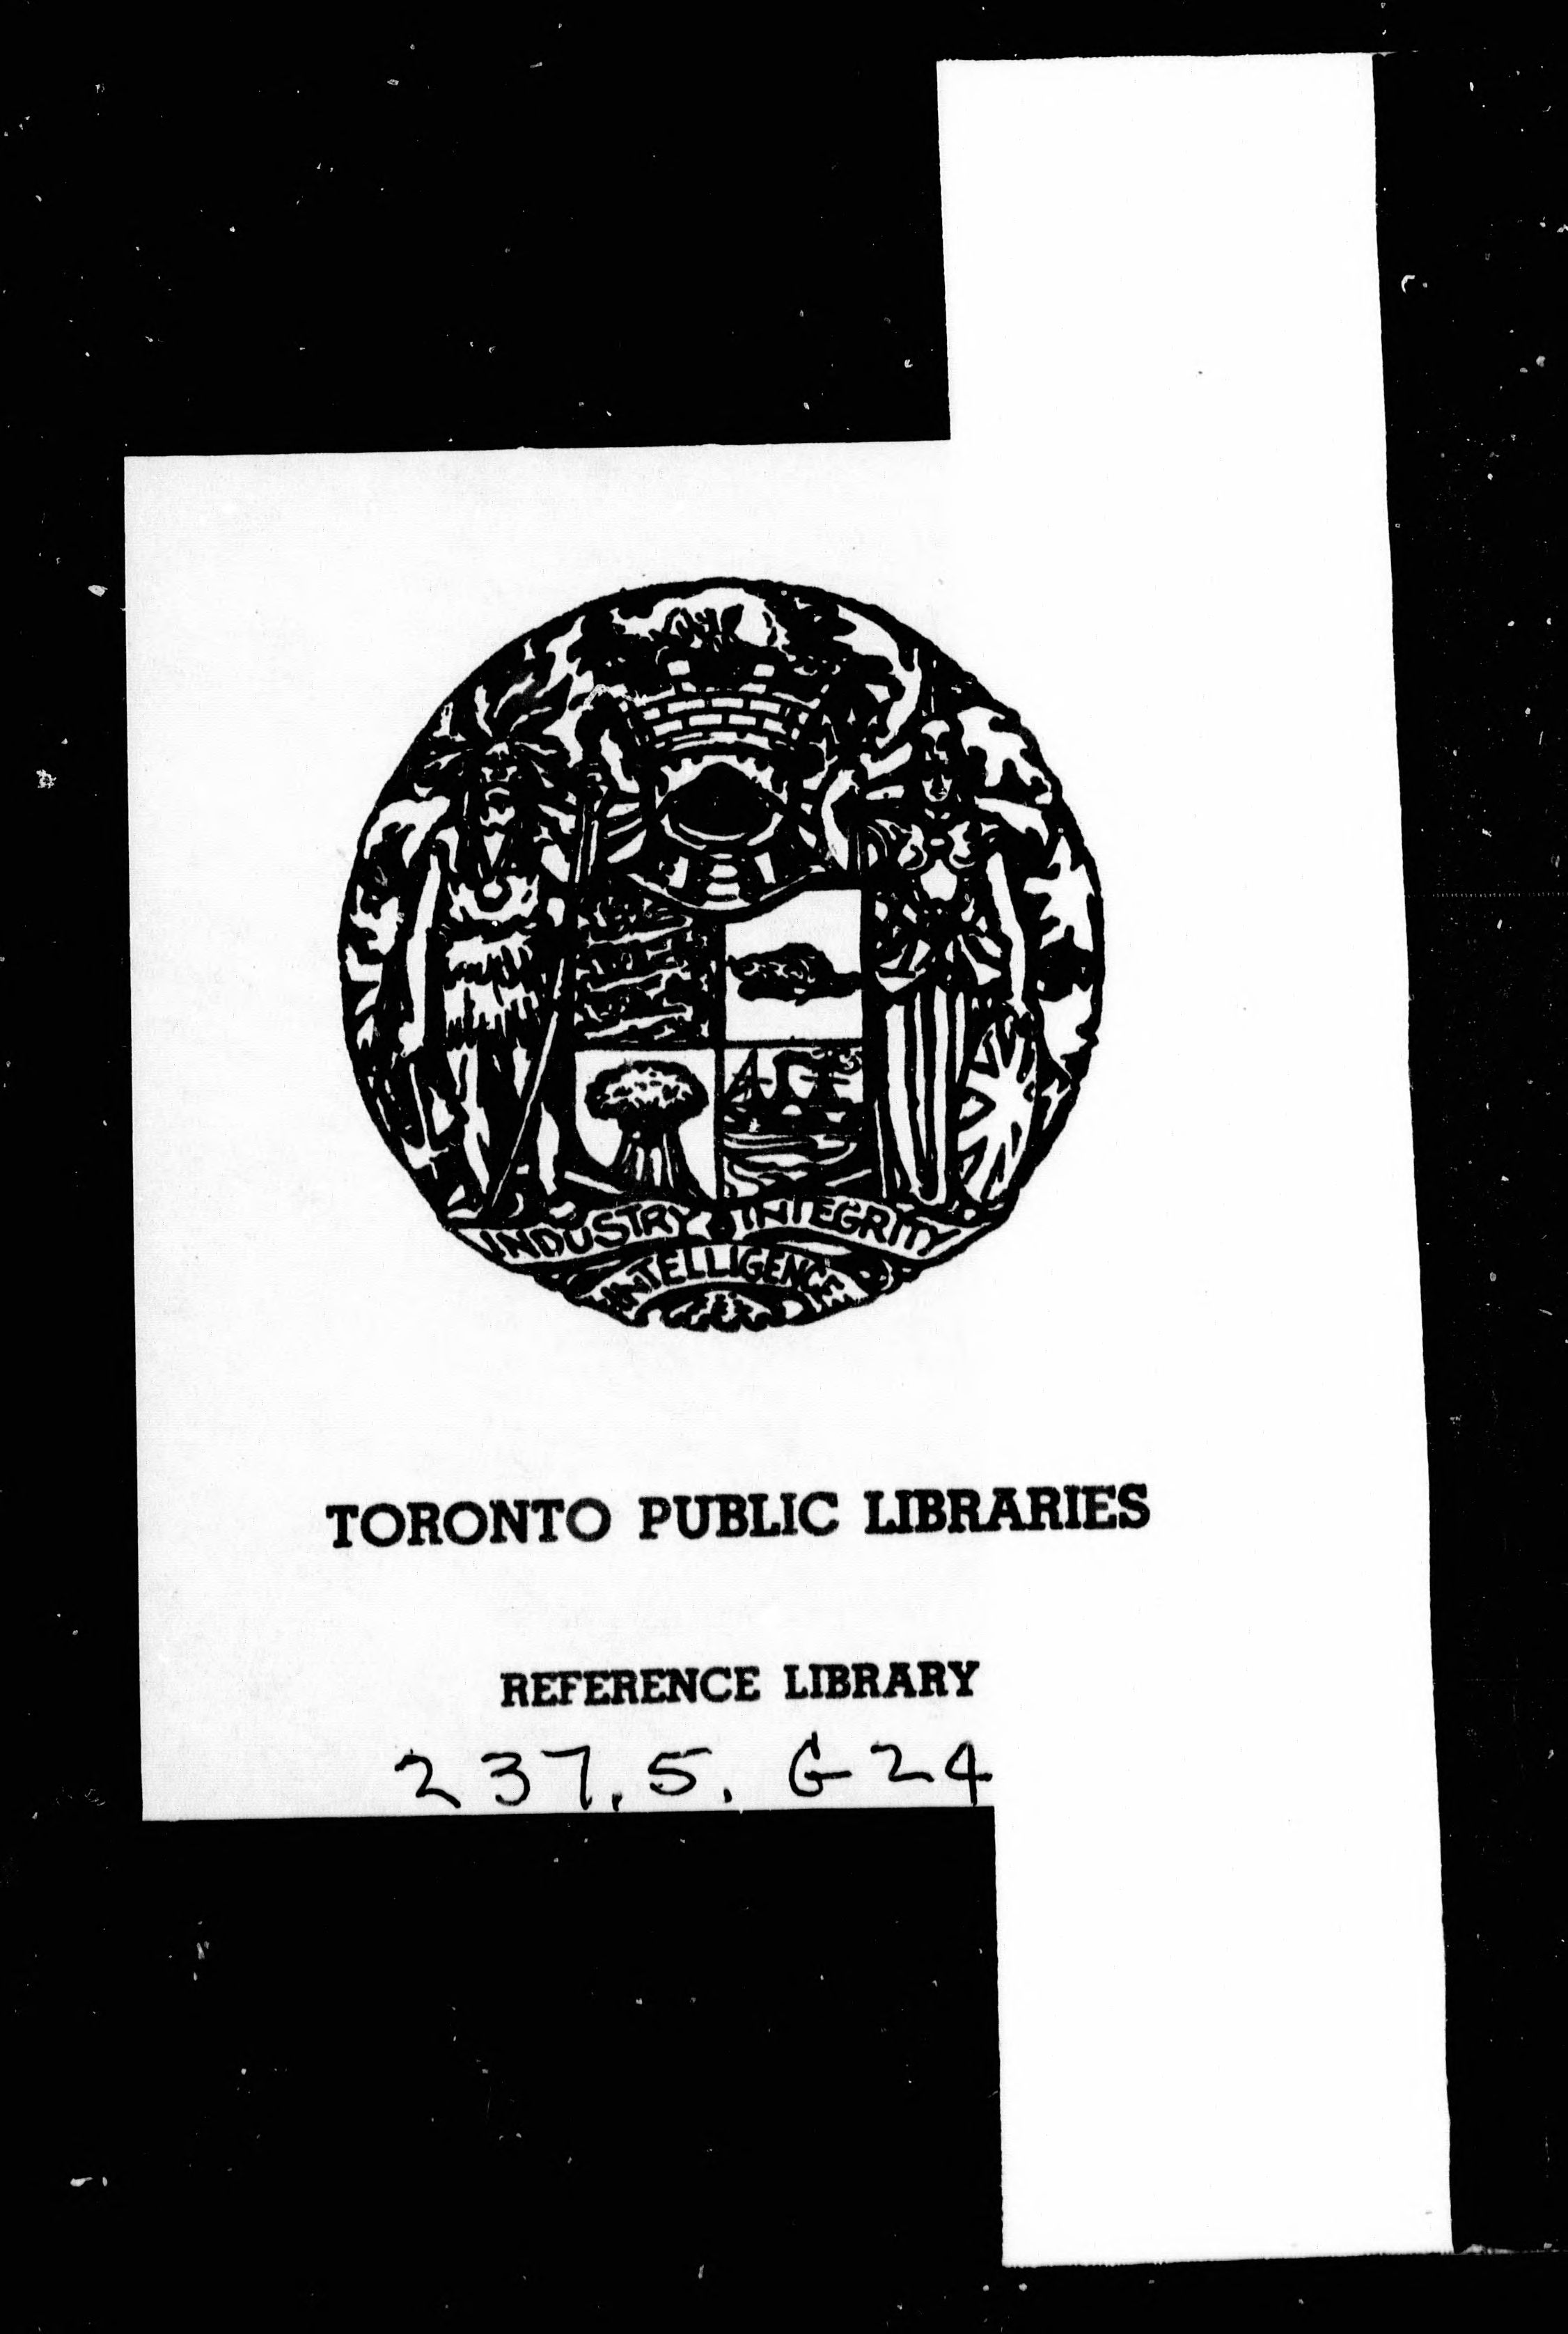 INDUSTRY INTEGRITY
INTELLIGENCE
TORONTO PUBLIC LIBRARIES
REFERENCE LIBRARY
237.5. G24